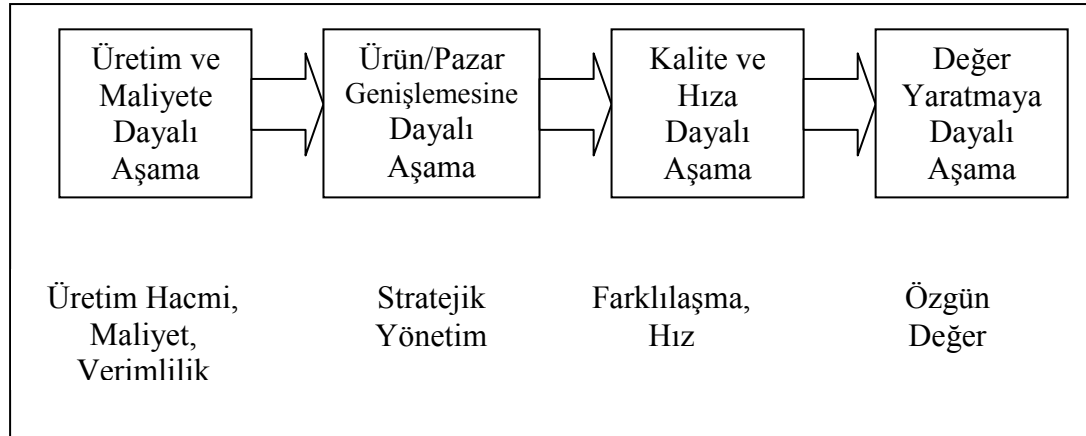 Üretim ve
Maliyete
Dayalı
Aşama
Ürün/Pazar
Genişlemesine
Dayalı
Aşama
Kalite ve
Hıza
Dayalı
Aşama
Değer
Yaratmaya
Dayalı
Aşama
Üretim Hacmi,
Maliyet,
Verimlilik
Stratejik
Yönetim
Farklılaşma,
Hız
Özgün
Değer